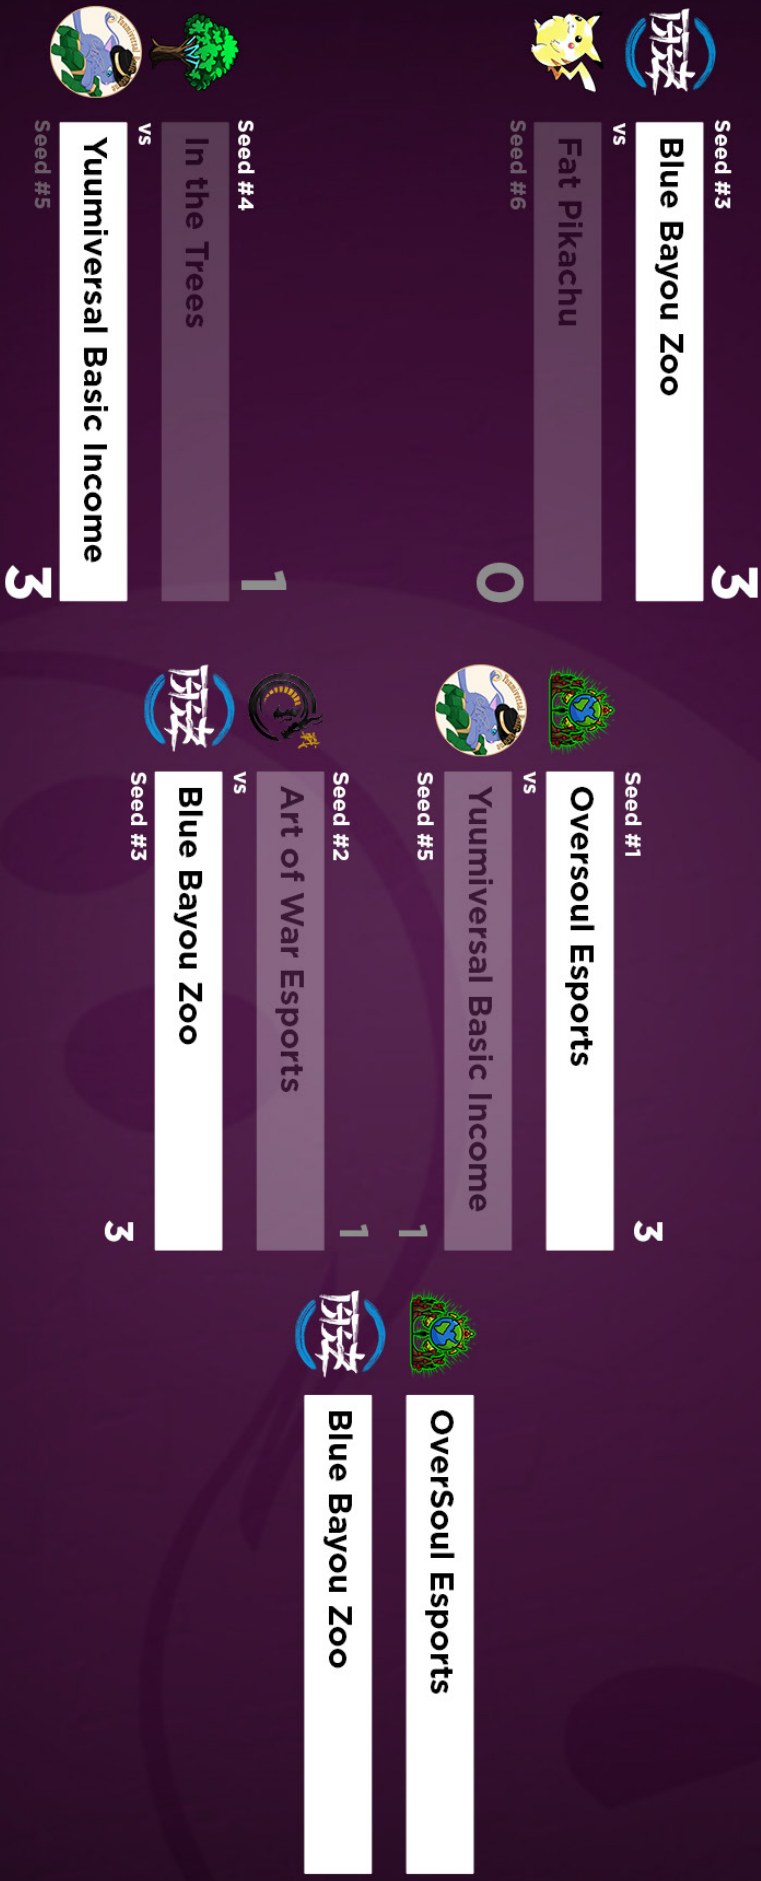 Seed #3
3
Blue Bayou Zoo
vs
Fat Pikachu
Seed #6
0
Seed #4
1
In the Trees
vs
Yuumiversal Basic Income
Seed #5
3
Seed #1
3
Oversoul Esports
vs
Yuumiversal Basic Income
Seed #5
1
Seed #2
1
Art of War Esports
vs
Blue Bayou Zoo
Seed #3
3
OverSoul Esports
Blue Bayou Zoo